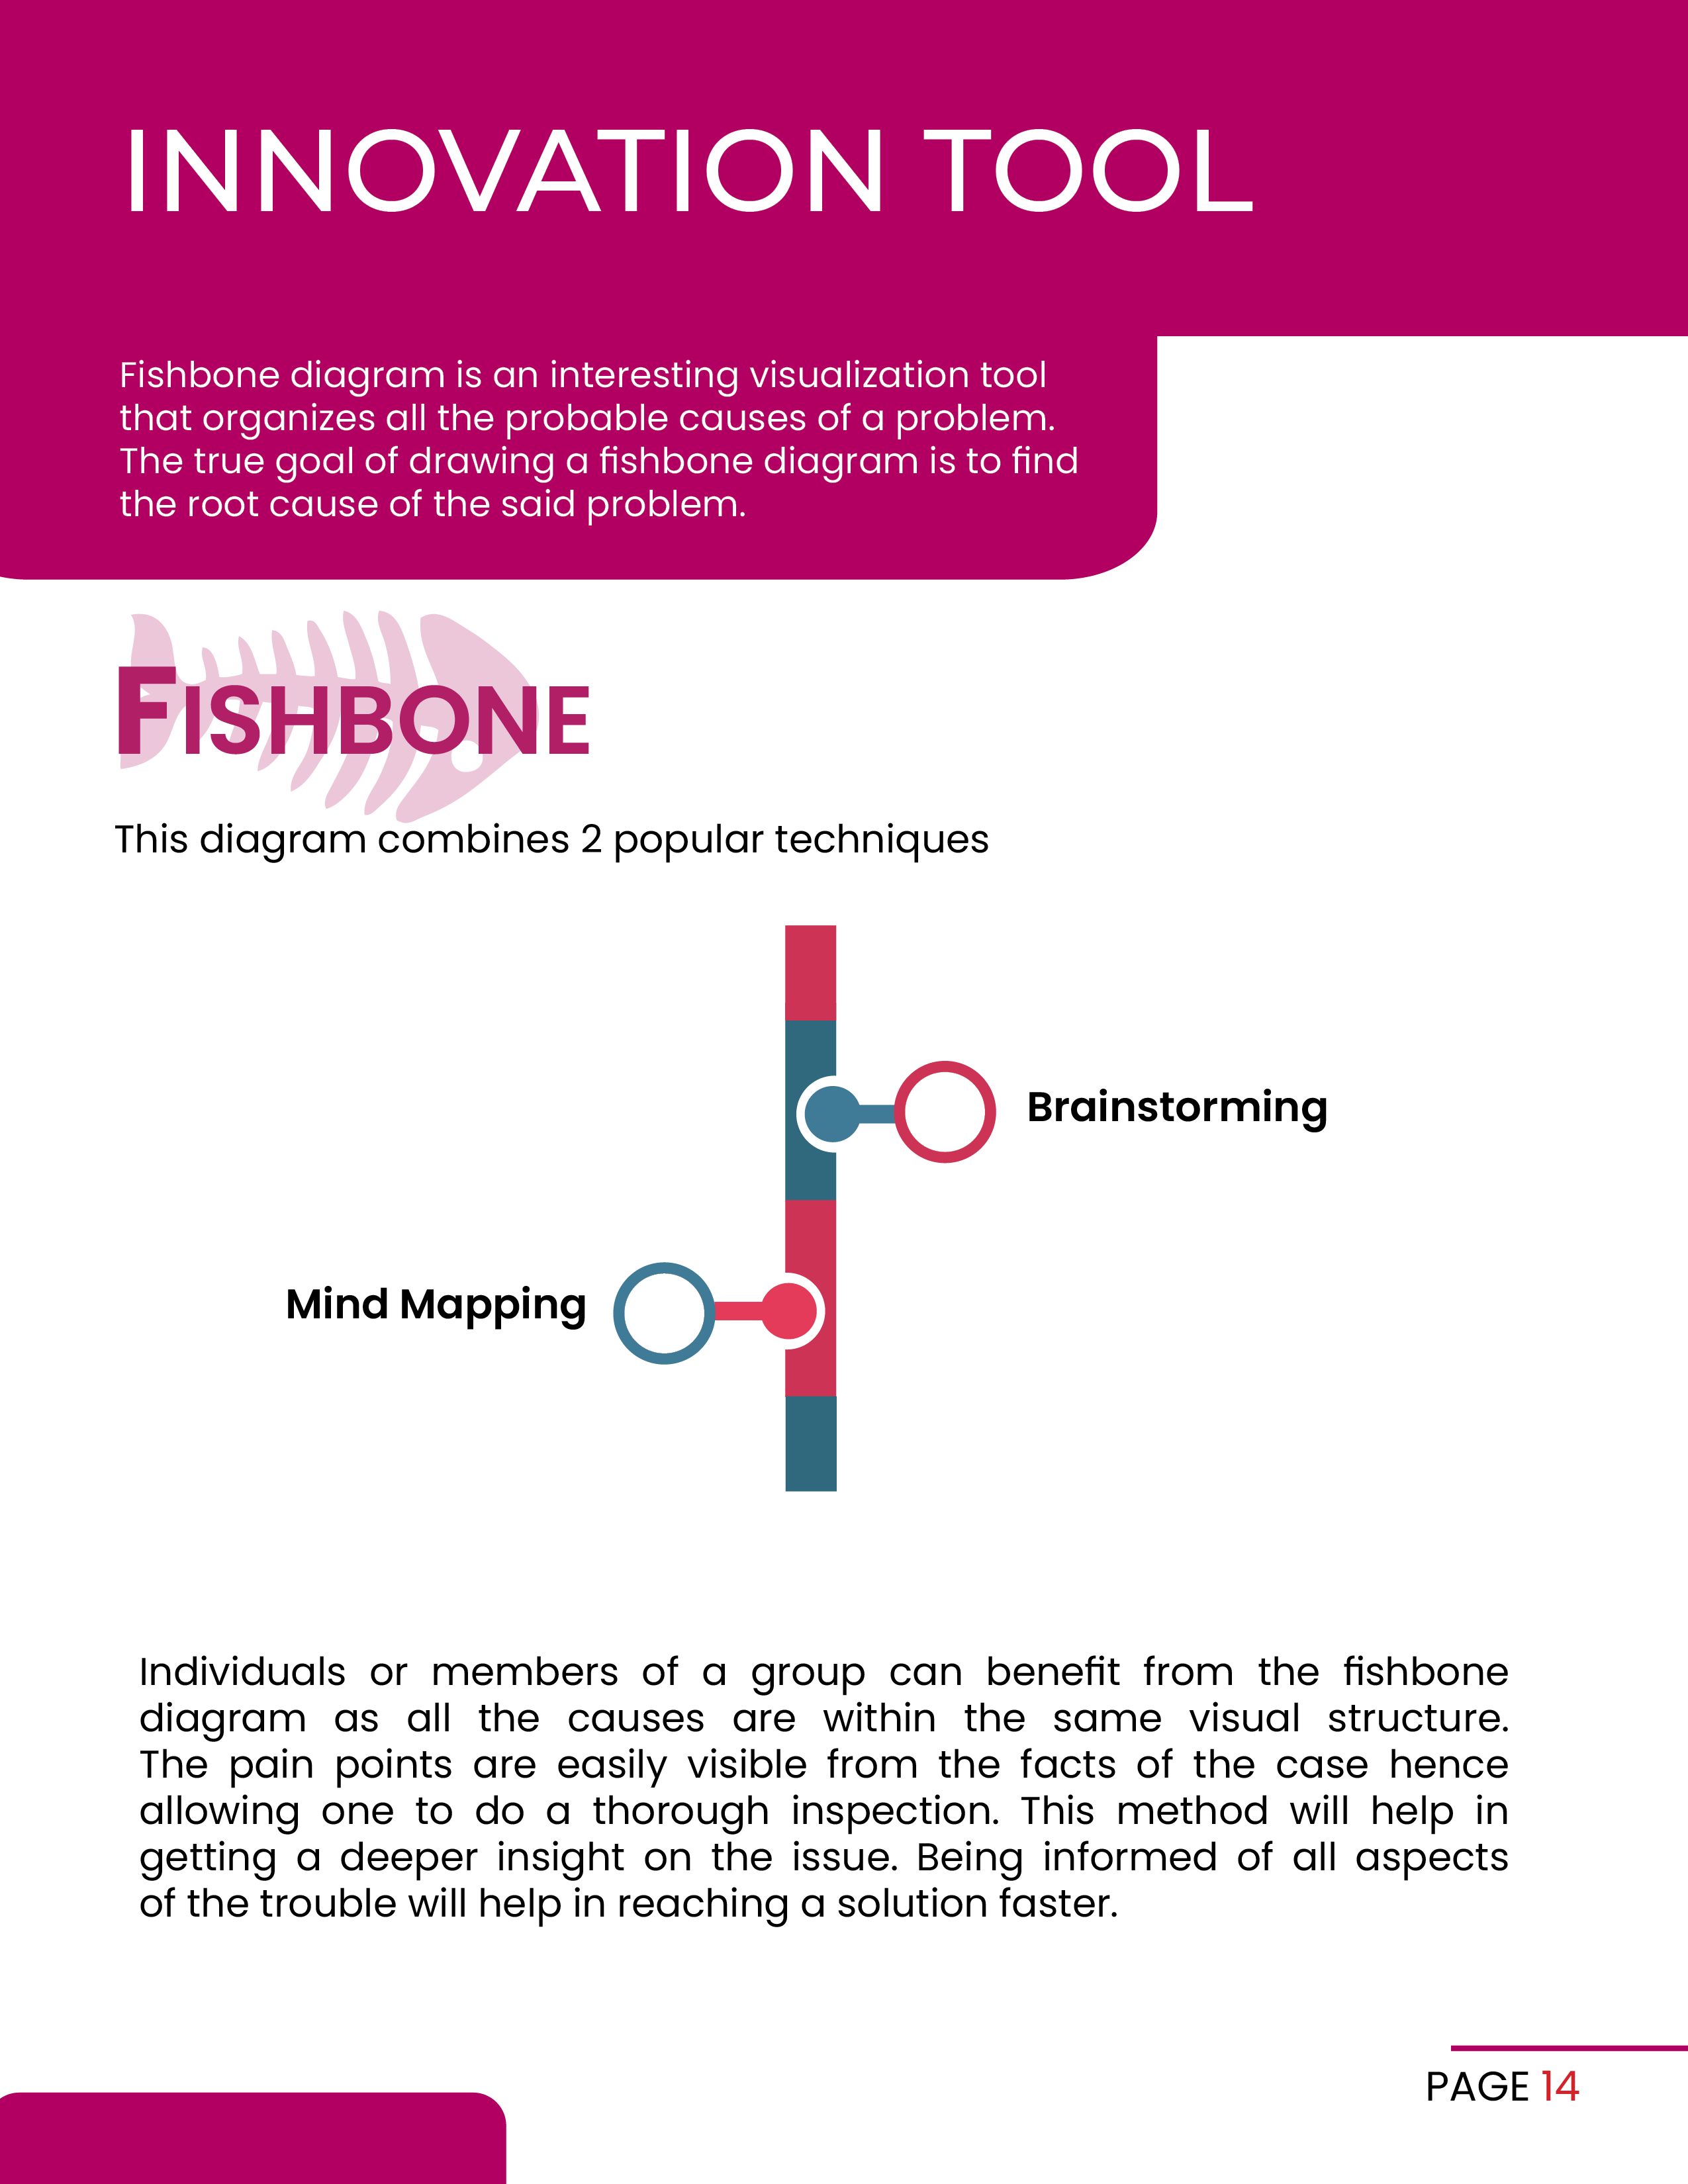 INNOVATION TOOL
Fishbone diagram is an interesting visualization tool
that organizes all the probable causes of a problem.
The true goal of drawing a fishbone diagram is to find
the root cause of the said problem.
FISHBONE
This diagram combines 2 popular techniques
Brainstorming
Mind Mapping
Individuals or members of a group can benefit from the fishbone
diagram as all the causes are within the same visual structure.
The pain points are easily visible from the facts of the case hence
allowing one to do a thorough inspection. This method will help in
getting a deeper insight on the issue. Being informed of all aspects
of the trouble will help in reaching a solution faster.
PAGE 14